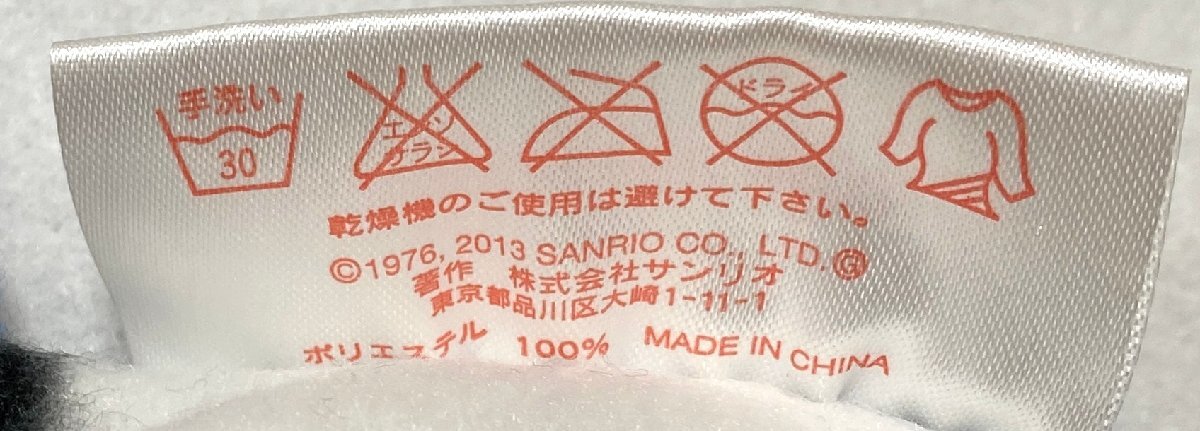 手洗い
30
エンソ
サラシ
ドライ
乾燥機のご使用は避けて下さい。
©1976, 2013 SANRIO CO., LTD. Ⓖ
著作 株式会社サンリオ
東京都品川区大崎1-11-1
ポリエステル 100% MADE IN CHINA